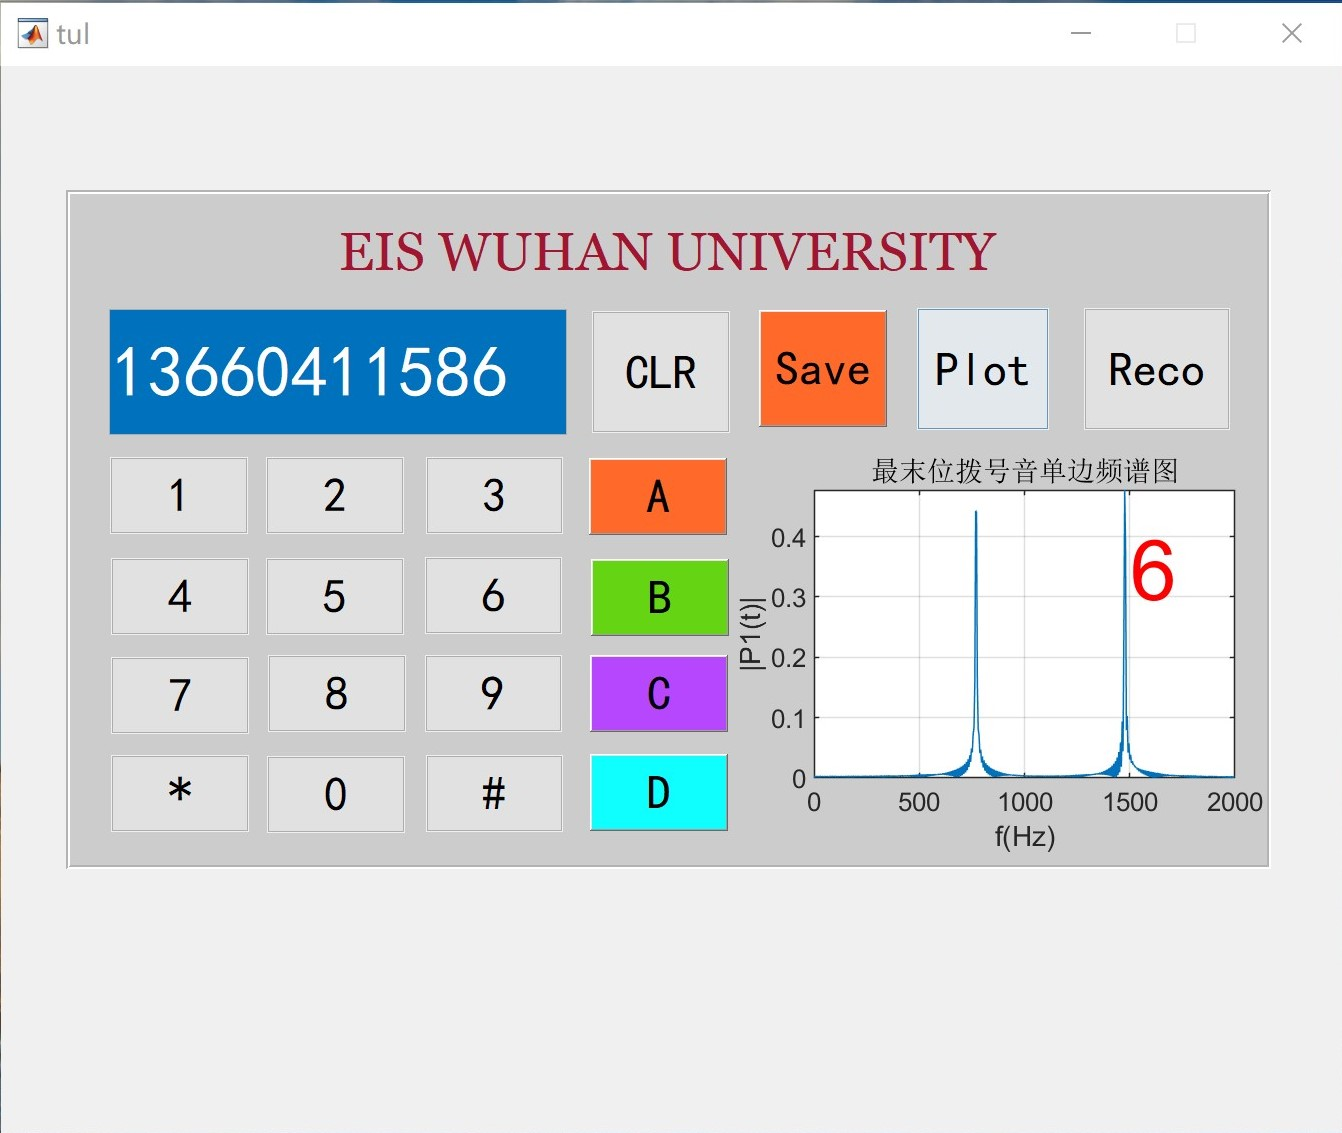 tul
EIS WUHAN UNIVERSITY
13660411586
CLR
Save
Plot
Reco
1 2 3 A
4 5 6 B
7 8 9 C
* 0 # D
最末位拨号音单边频谱图
|P1(t)|
0.4
0.3
0.2
0.1
0
6
0 500 1000 1500 2000
f(Hz)